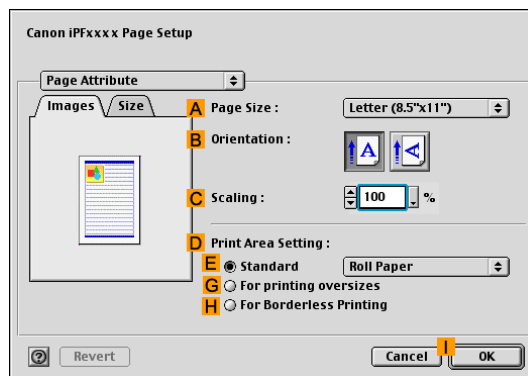 Canon iPFxxxx Page Setup
Page Attribute
Images Size
A Page Size : Letter (8.5"x11")
B Orientation :
A A
C Scaling : 100 %
D Print Area Setting :
E Standard Roll Paper
G For printing oversizes
H For Borderless Printing
? Revert Cancel I OK